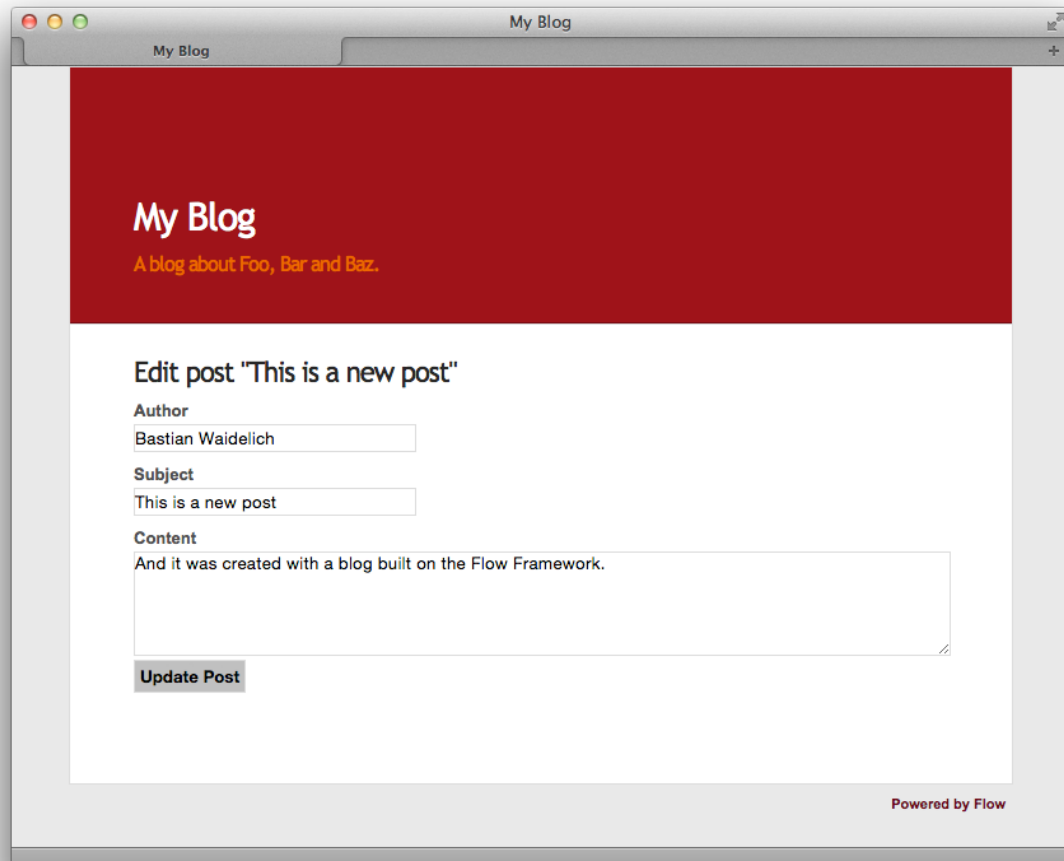 My Blog
My Blog
My Blog
A blog about Foo, Bar and Baz.
Edit post "This is a new post"
Author
Bastian Waidelich
Subject
This is a new post
Content
And it was created with a blog built on the Flow Framework.
Update Post
Powered by Flow